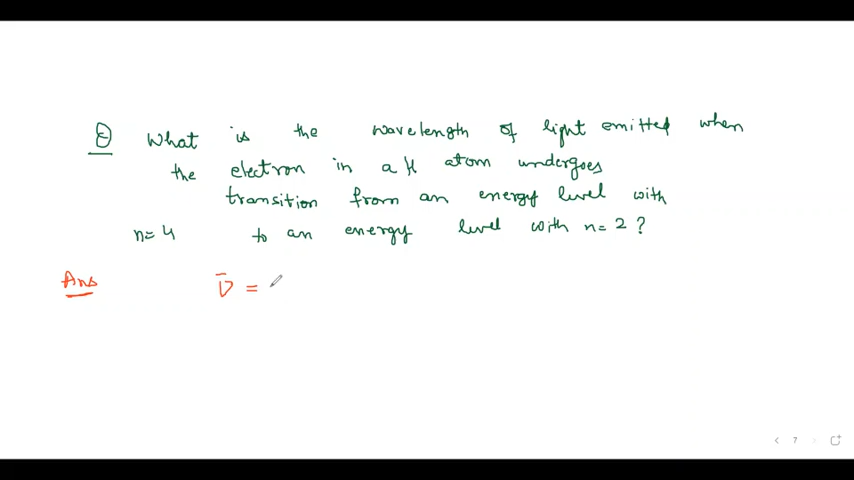 Q What is the wavelength of light emitted when
the electron in a H atom undergoes
transition from an energy level with
n=4 to an energy level with n=2?
Ans ν̄ =
7